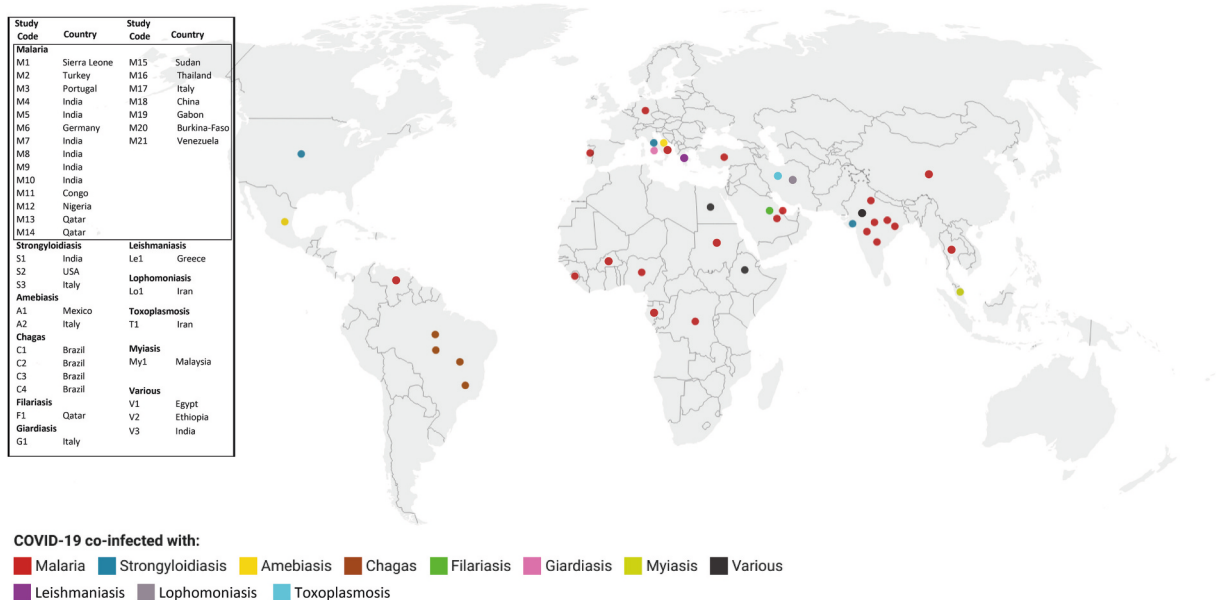 Study Study
Code Country Code Country
Malaria
M1 Sierra Leone M15 Sudan
M2 Turkey M16 Thailand
M3 Portugal M17 Italy
M4 India M18 China
M5 India M19 Gabon
M6 Germany M20 Burkina-Faso
M7 India M21 Venezuela
M8 India
M9 India
M10 India
M11 Congo
M12 Nigeria
M13 Qatar
M14 Qatar
Strongyloidiasis Leishmaniasis
S1 India Le1 Greece
S2 USA
S3 Italy
Lophomoniasis
Lo1 Iran
Amebiasis
A1 Mexico
A2 Italy
Toxoplasmosis
T1 Iran
Chagas
C1 Brazil
C2 Brazil
C3 Brazil
C4 Brazil
Myiasis
My1 Malaysia
Filariasis
F1 Qatar
Giardiasis
G1 Italy
Various
V1 Egypt
V2 Ethiopia
V3 India
COVID-19 co-infected with:
Malaria Strongyloidiasis Amebiasis Chagas Filariasis Giardiasis Myiasis Various
Leishmaniasis Lophomoniasis Toxoplasmosis